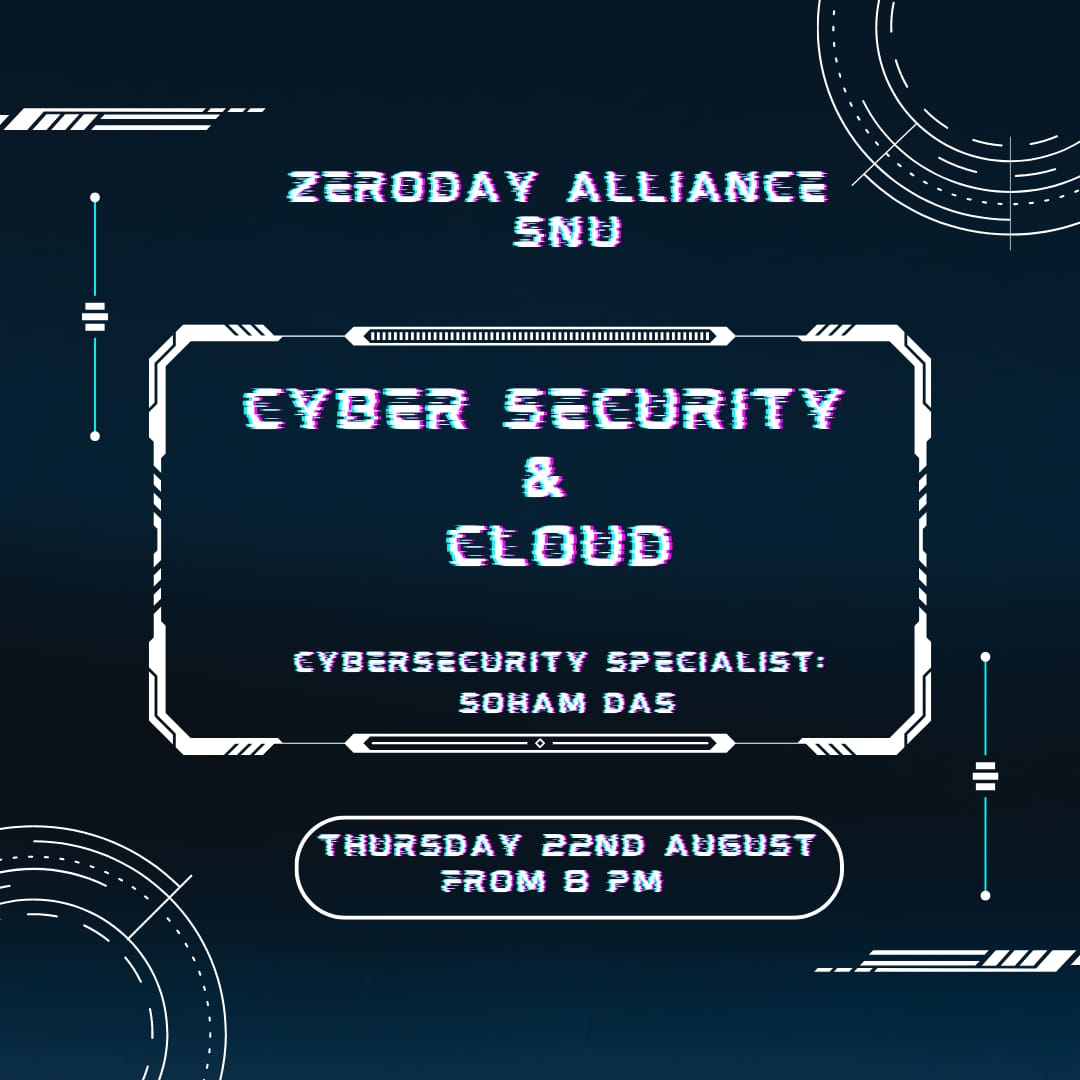 ZERODAY ALLIANCE
SNU
CYBER SECURITY
&
CLOUD
CYBERSECURITY SPECIALIST:
SOHAM DAS
THURSDAY 22ND AUGUST
FROM 8 PM